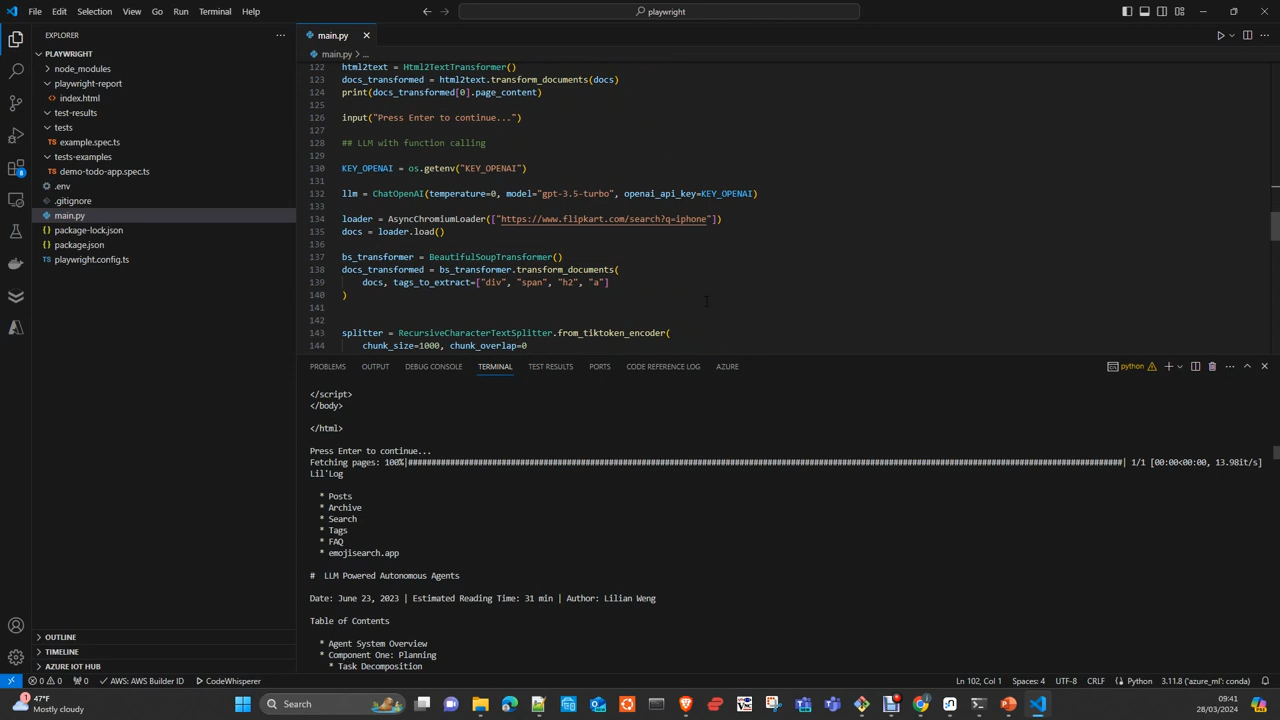 File Edit Selection View Go Run Terminal Help
playwright
EXPLORER
main.py
PLAYWRIGHT
main.py > ...
node_modules
playwright-report
index.html
test-results
tests
TS example.spec.ts
tests-examples
TS demo-todo-app.spec.ts
.env
.gitignore
main.py
{} package-lock.json
{} package.json
TS playwright.config.ts
122 html2text = Html2TextTransformer()
123 docs_transformed = html2text.transform_documents(docs)
124 print(docs_transformed[0].page_content)
125
126 input("Press Enter to continue...")
127
128 ## LLM with function calling
129
130 KEY_OPENAI = os.getenv("KEY_OPENAI")
131
132 llm = ChatOpenAI(temperature=0, model="gpt-3.5-turbo", openai_api_key=KEY_OPENAI)
133
134 loader = AsyncChromiumLoader(["https://www.flipkart.com/search?q=iphone"])
135 docs = loader.load()
136
137 bs_transformer = BeautifulSoupTransformer()
138 docs_transformed = bs_transformer.transform_documents(
139 docs, tags_to_extract=["div", "span", "h2", "a"]
140 )
141
142
143 splitter = RecursiveCharacterTextSplitter.from_tiktoken_encoder(
144 chunk_size=1000, chunk_overlap=0
PROBLEMS OUTPUT DEBUG CONSOLE TERMINAL TEST RESULTS PORTS CODE REFERENCE LOG AZURE
python
</script>
</body>
</html>
Press Enter to continue...
Fetching pages: 100%|########################################################################################################################| 1/1 [00:00<00:00, 13.98it/s]
Lil'Log
* Posts
* Archive
* Search
* Tags
* FAQ
* emojisearch.app
# LLM Powered Autonomous Agents
Date: June 23, 2023 | Estimated Reading Time: 31 min | Author: Lilian Weng
Table of Contents
* Agent System Overview
* Component One: Planning
* Task Decomposition
OUTLINE
TIMELINE
AZURE IOT HUB
0 0 0 AWS: AWS Builder ID CodeWhisperer
Ln 102, Col 1 Spaces: 4 UTF-8 CRLF Python 3.11.8 ('azure_ml': conda)
47°F
Mostly cloudy
Search
09:41
28/03/2024